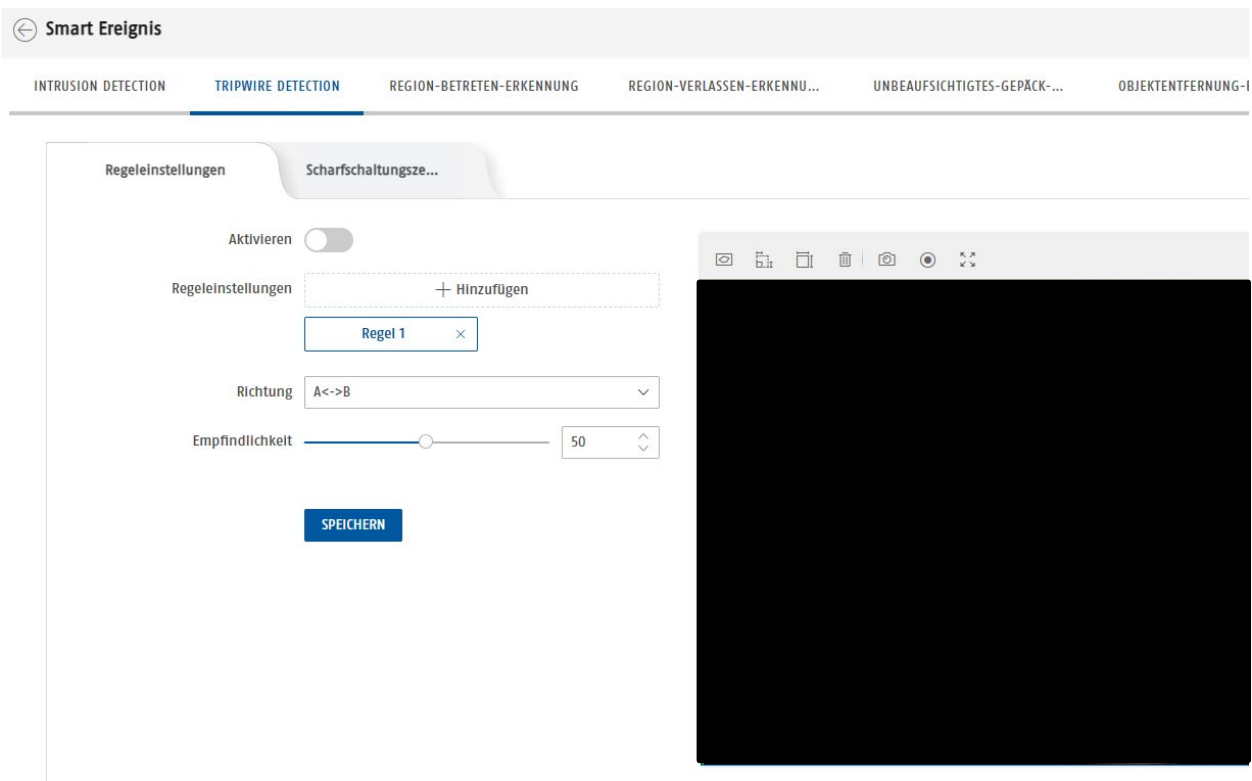 Smart Ereignis
INTRUSION DETECTION TRIPWIRE DETECTION REGION-BETRETEN-ERKENNUNG REGION-VERLASSEN-ERKENNU... UNBEAUFSICHTIGTES-GEPÄCK-... OBJEKTENTFERNUNG-
Regeleinstellungen Scharfschaltungsze...
Aktivieren
Regeleinstellungen + Hinzufügen
Regel 1 ×
Richtung A<->B
Empfindlichkeit 50
SPEICHERN